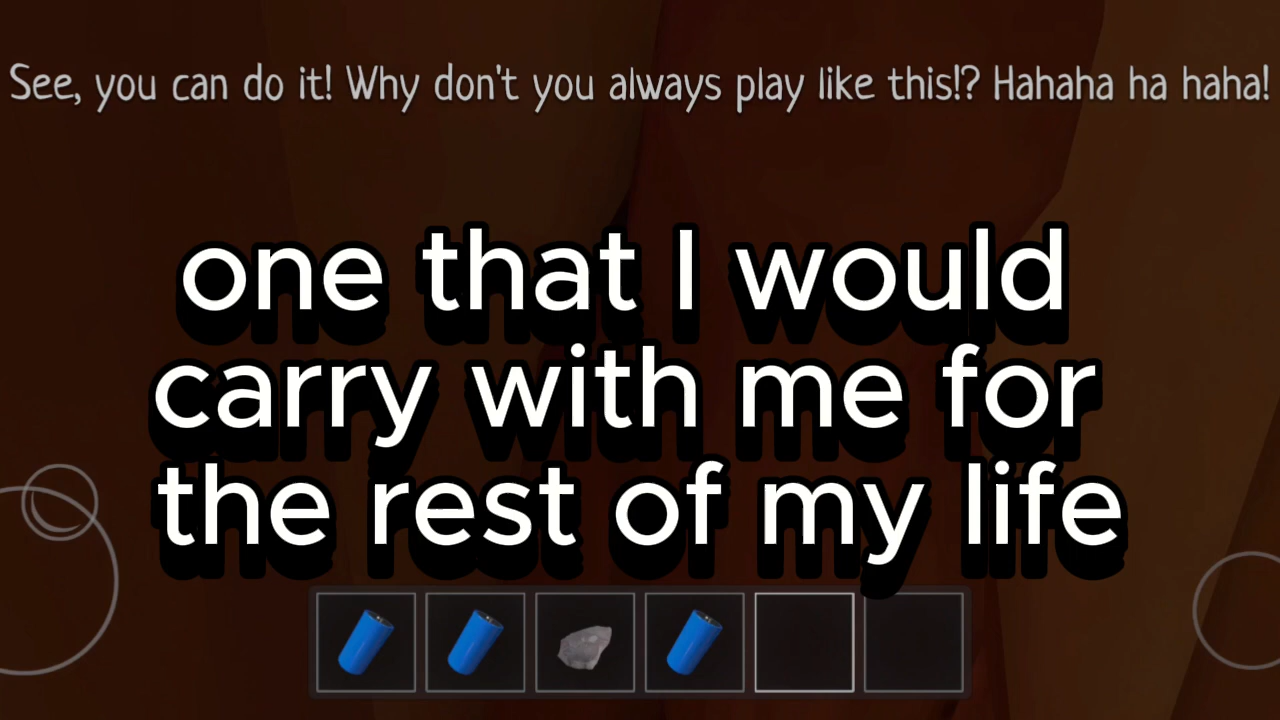 See, you can do it! Why don't you always play like this!? Hahaha ha haha!
one that I would
carry with me for
the rest of my life